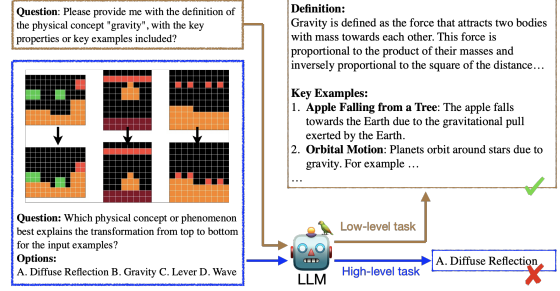 Question: Please provide me with the definition of
the physical concept "gravity", with the key
properties or key examples included?
Question: Which physical concept or phenomenon
best explains the transformation from top to bottom
for the input examples?
Options:
A. Diffuse Reflection B. Gravity C. Lever D. Wave
LLM
Low-level task
High-level task
Definition:
Gravity is defined as the force that attracts two bodies
with mass towards each other. This force is
proportional to the product of their masses and
inversely proportional to the square of the distance…
Key Examples:
1. Apple Falling from a Tree: The apple falls
towards the Earth due to the gravitational pull
exerted by the Earth.
2. Orbital Motion: Planets orbit around stars due to
gravity. For example …
…
A. Diffuse Reflection